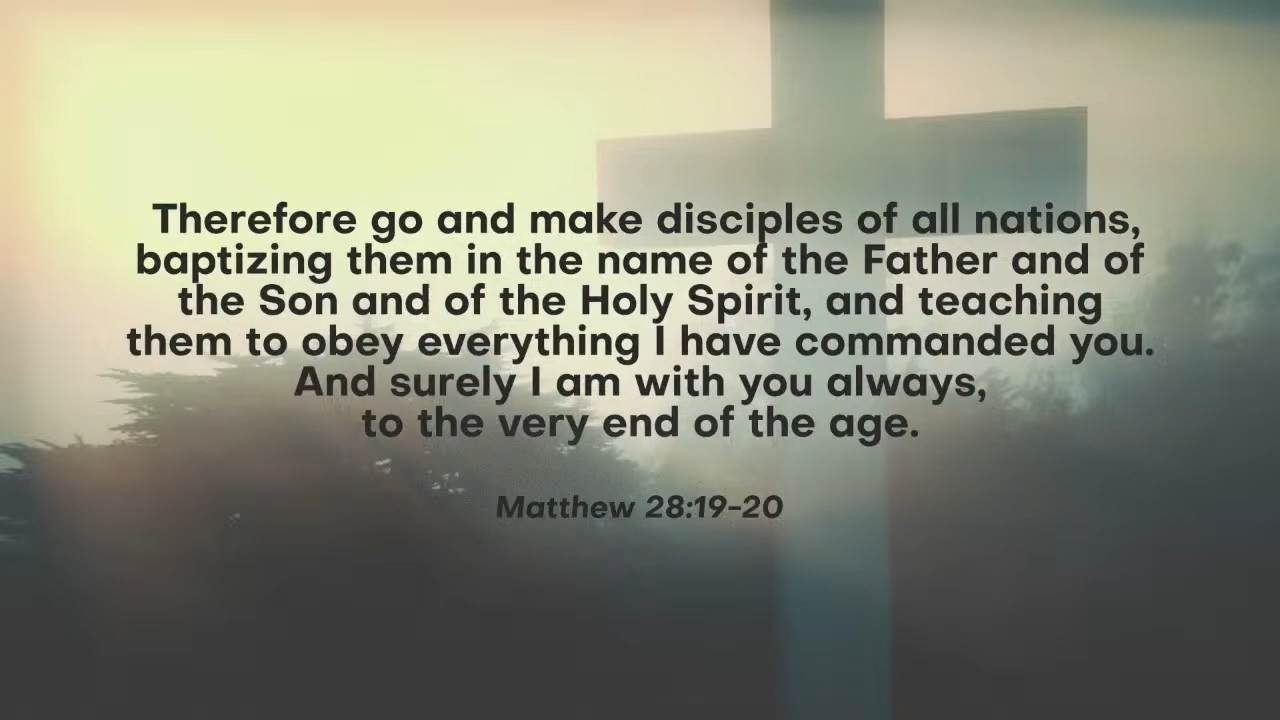 Therefore go and make disciples of all nations,
baptizing them in the name of the Father and of
the Son and of the Holy Spirit, and teaching
them to obey everything I have commanded you.
And surely I am with you always,
to the very end of the age.
Matthew 28:19-20